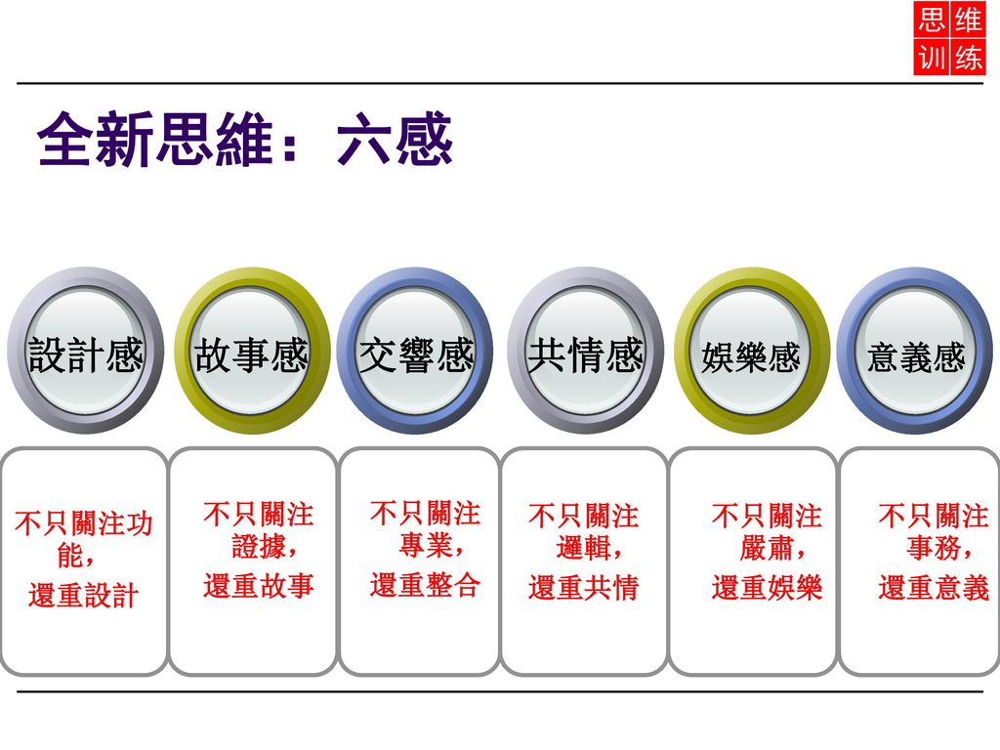 思维
训练
全新思維：六感
設計感
故事感
交響感
共情感
娛樂感
意義感
不只關注功
能，
還重設計
不只關注
證據，
還重故事
不只關注
專業，
還重整合
不只關注
邏輯，
還重共情
不只關注
嚴肅，
還重娛樂
不只關注
事務，
還重意義